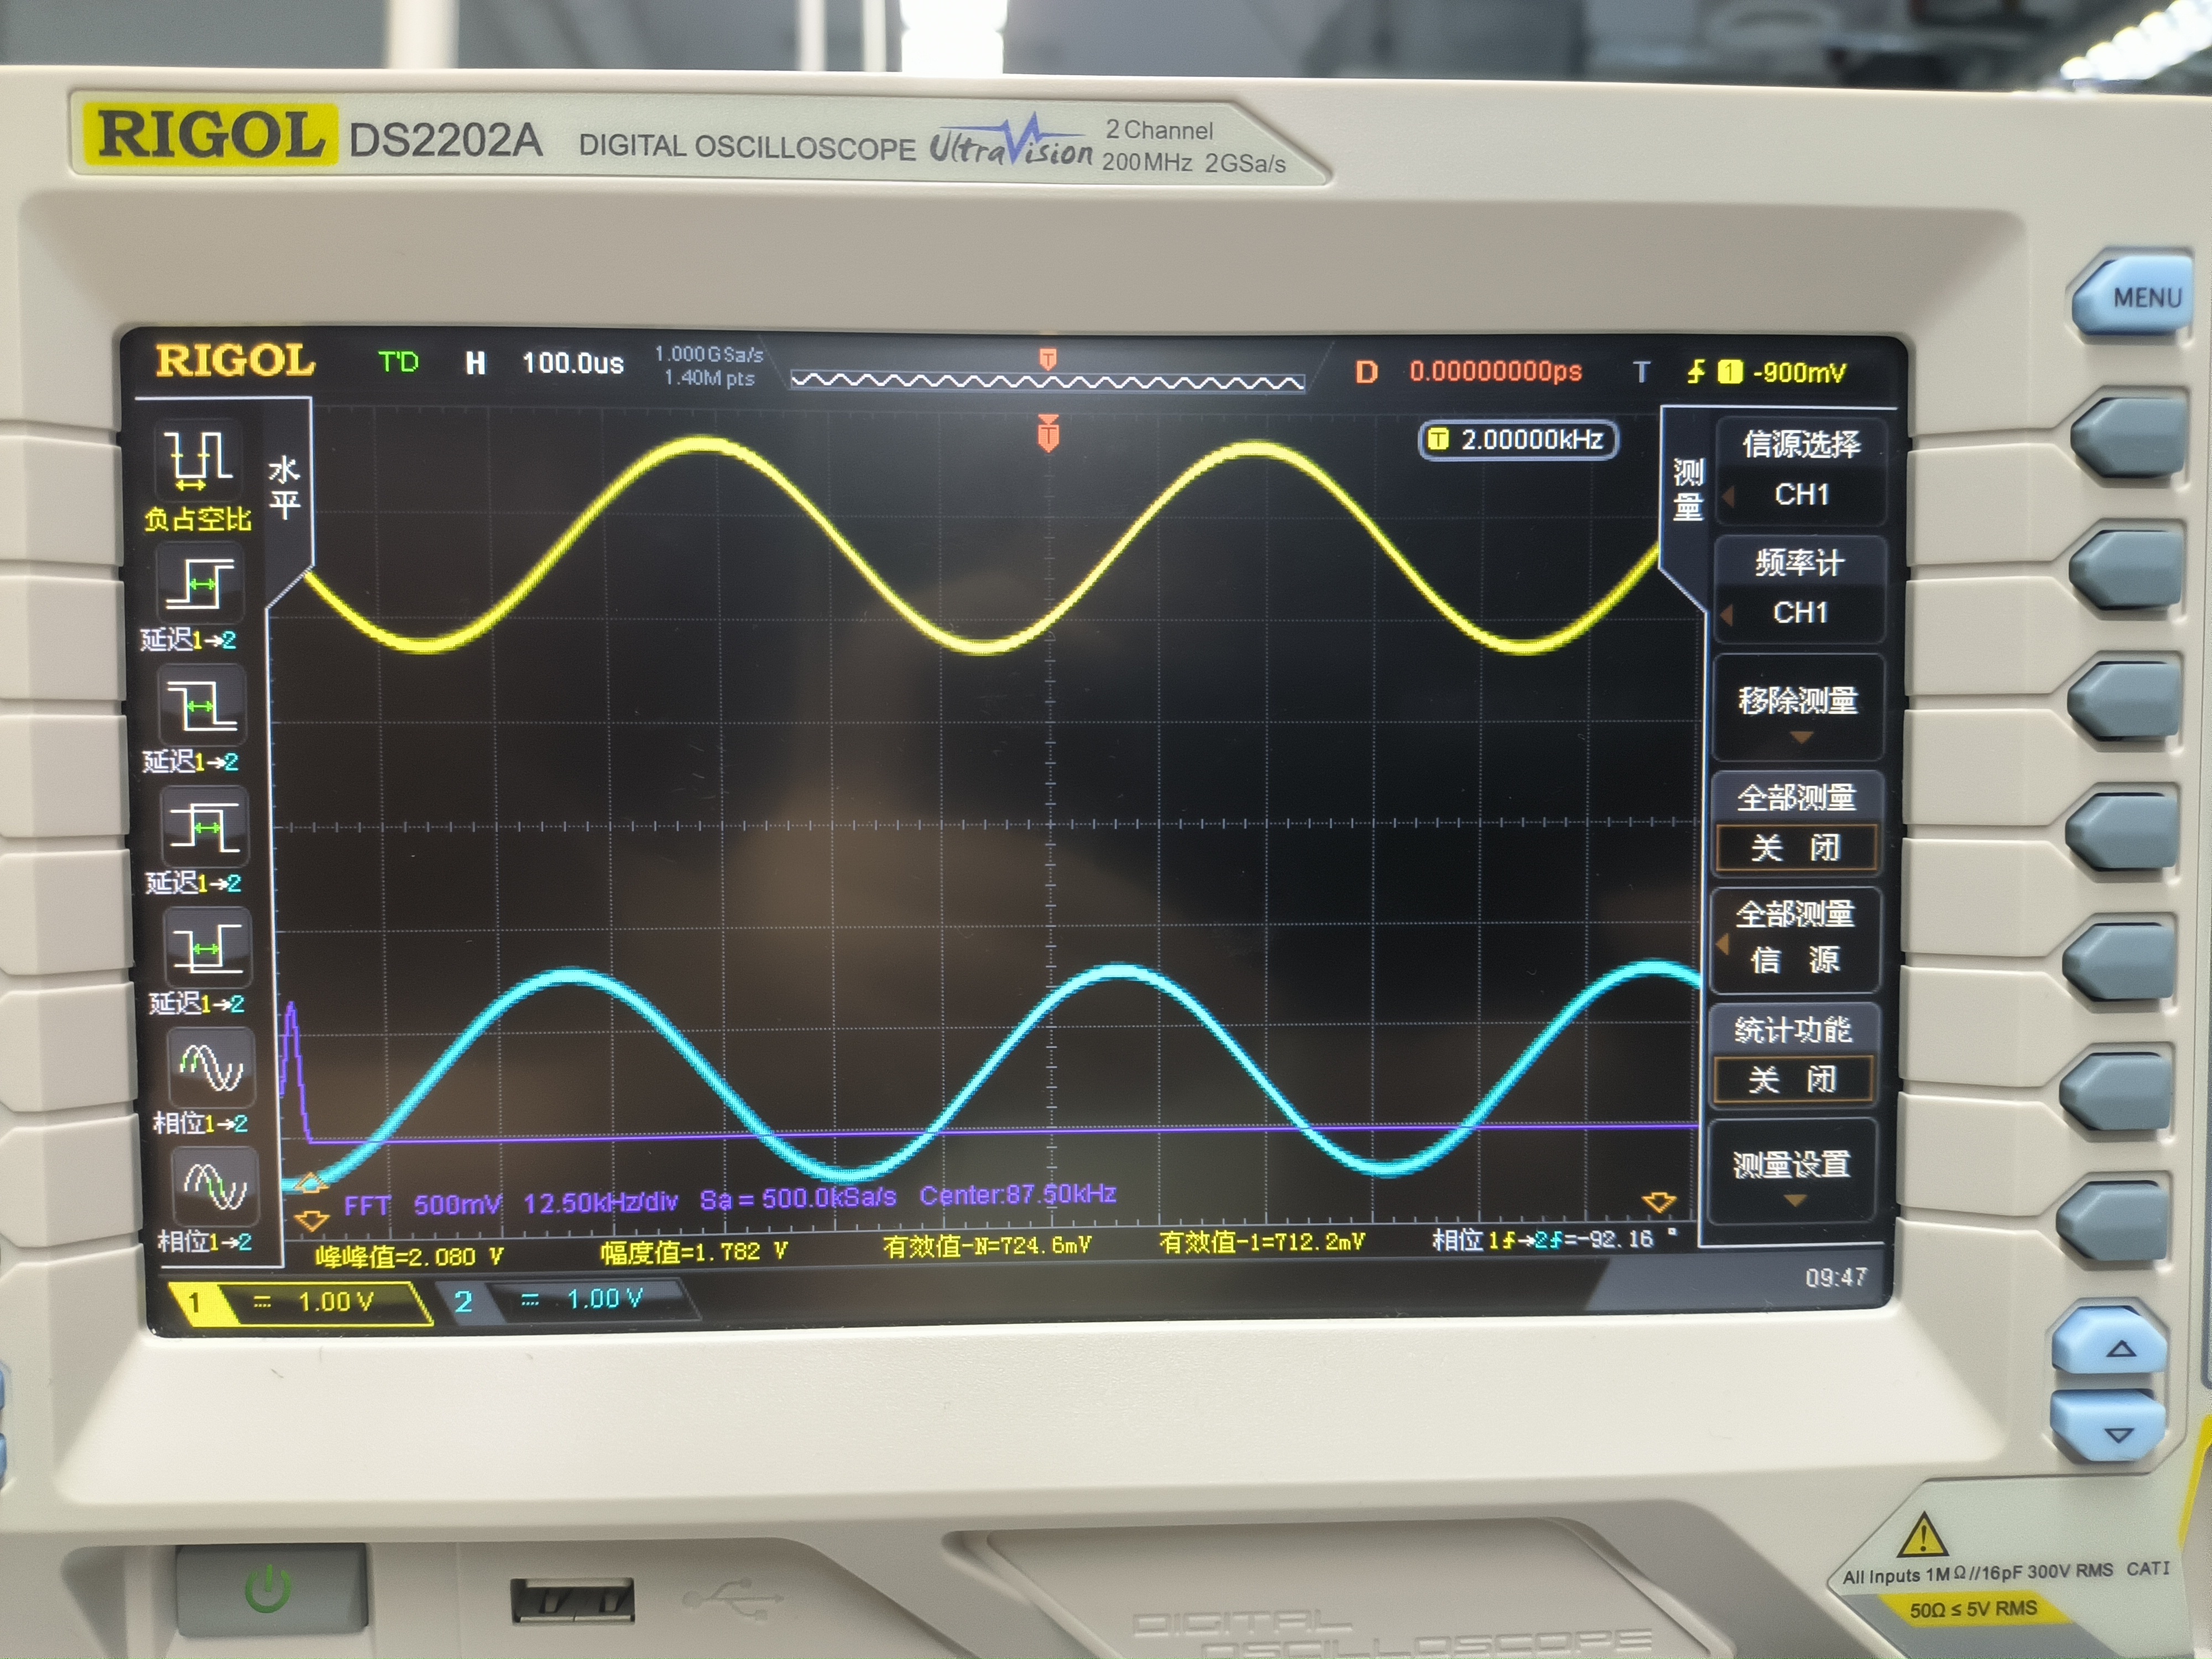 RIGOL DS2202A DIGITAL OSCILLOSCOPE UltraVision 2 Channel
200MHz 2GSa/s
MENU
RIGOL T'D H 100.0us 1.000GSa/s
1.40M pts
T
D 0.00000000ps T 1 -900mV
水平
T
T 2.00000kHz
测量
信源选择
CH1
负占空比
频率计
CH1
延迟1→2
移除测量
延迟1→2
全部测量
关 闭
延迟1→2
全部测量
信 源
延迟1→2
统计功能
关 闭
相位1→2
测量设置
相位1→2
FFT 500mV 12.50kHz/div Sa = 500.0kSa/s Center:87.50kHz
峰峰值=2.080 V 幅度值=1.782 V 有效值-N=724.6mV 有效值-1=712.2mV 相位1→2=-92.16 °
1 1.00 V 2 1.00 V
09:47
All Inputs 1MΩ//16pF 300V RMS CAT I
50Ω ≤ 5V RMS
DIGITAL
OSCILLOSCOPE